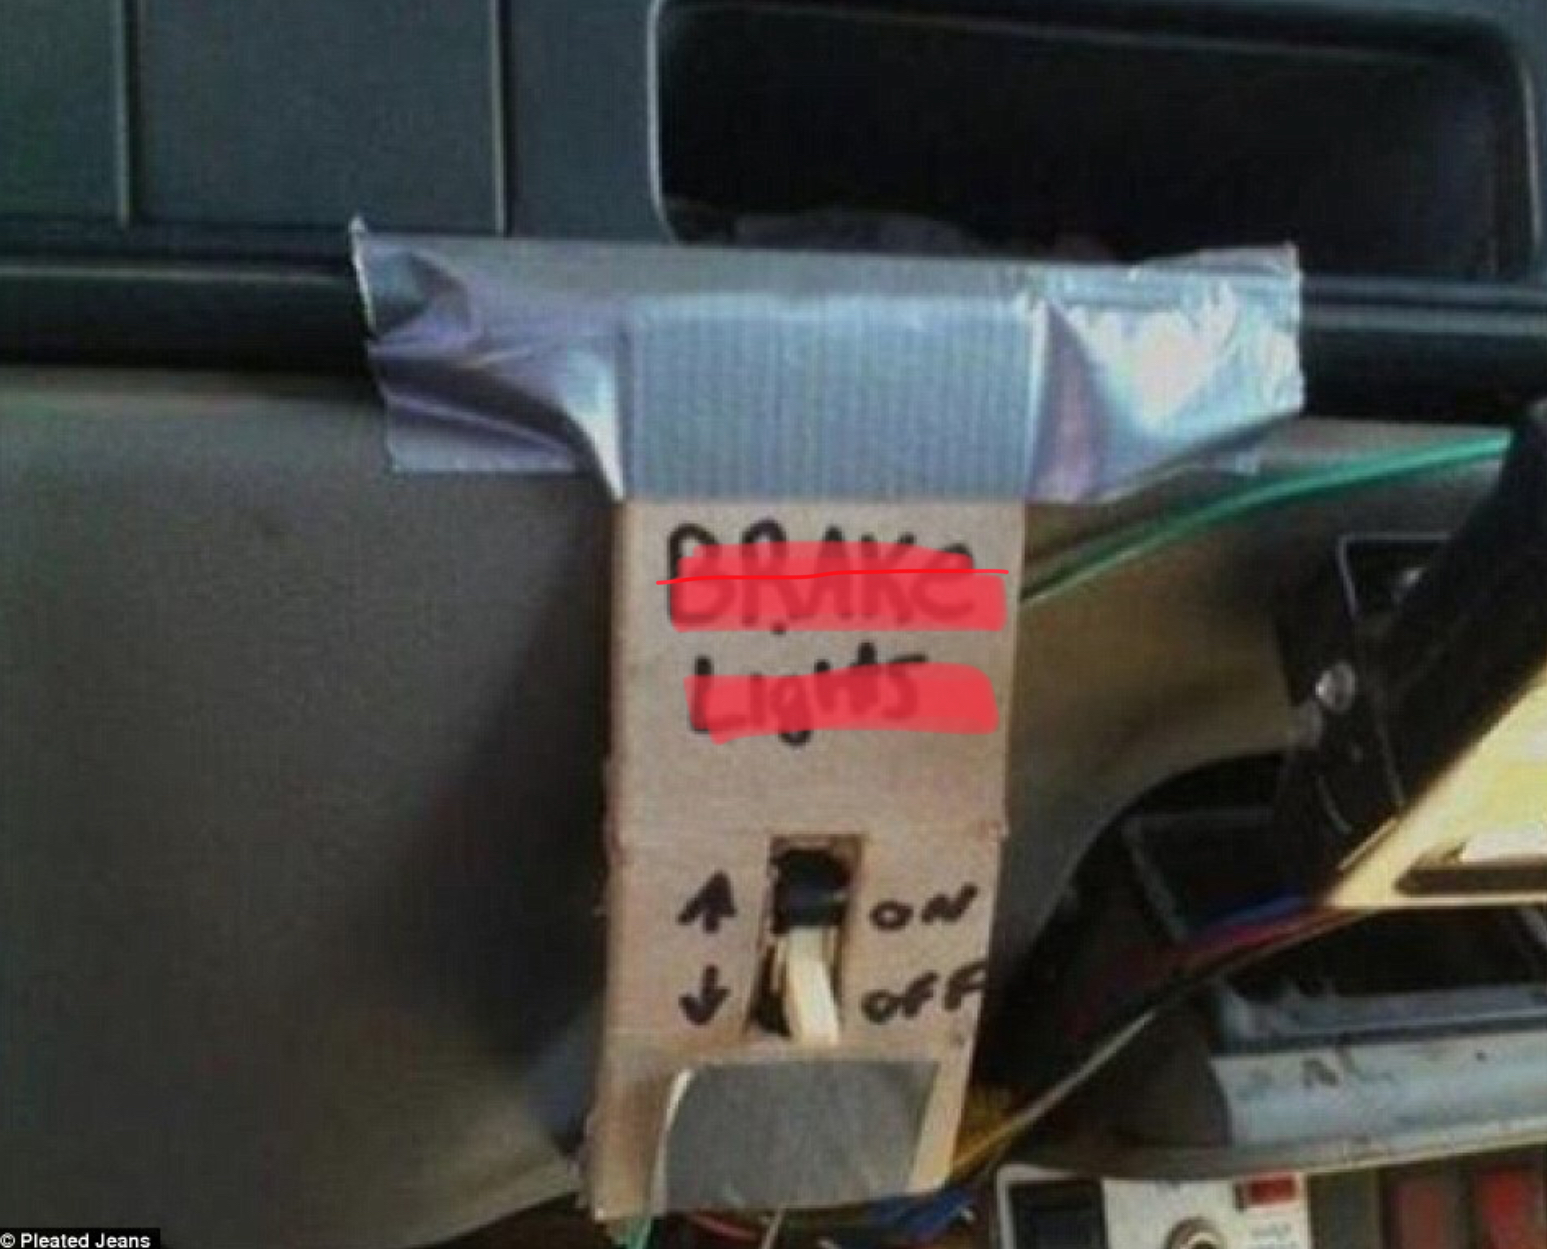 BRAKe
LigHts
↑ ON
↓ OFF
© Pleated Jeans